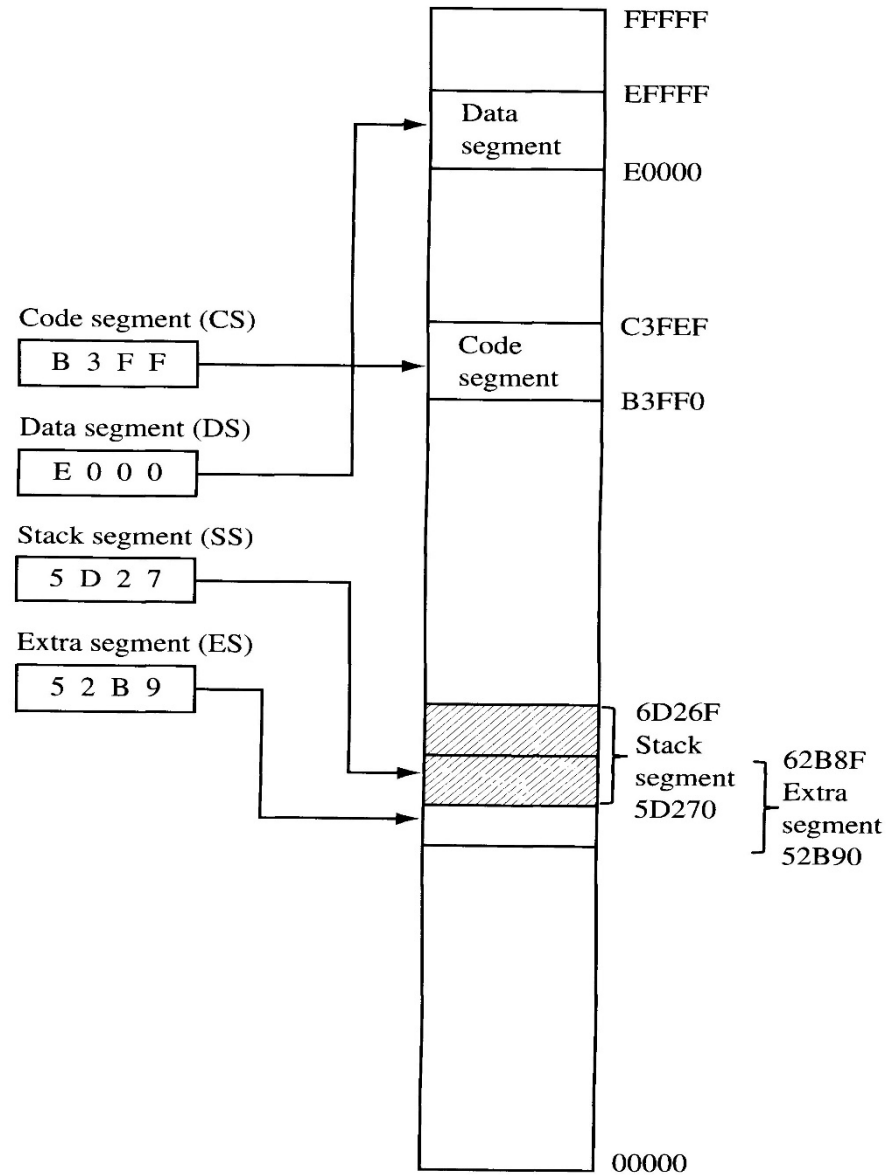 FFFFF
EFFFF
Data
segment
E0000
Code segment (CS)
B 3 F F
C3FEF
Code
segment
B3FF0
Data segment (DS)
E 0 0 0
Stack segment (SS)
5 D 2 7
Extra segment (ES)
5 2 B 9
6D26F
Stack
segment
5D270
62B8F
Extra
segment
52B90
00000